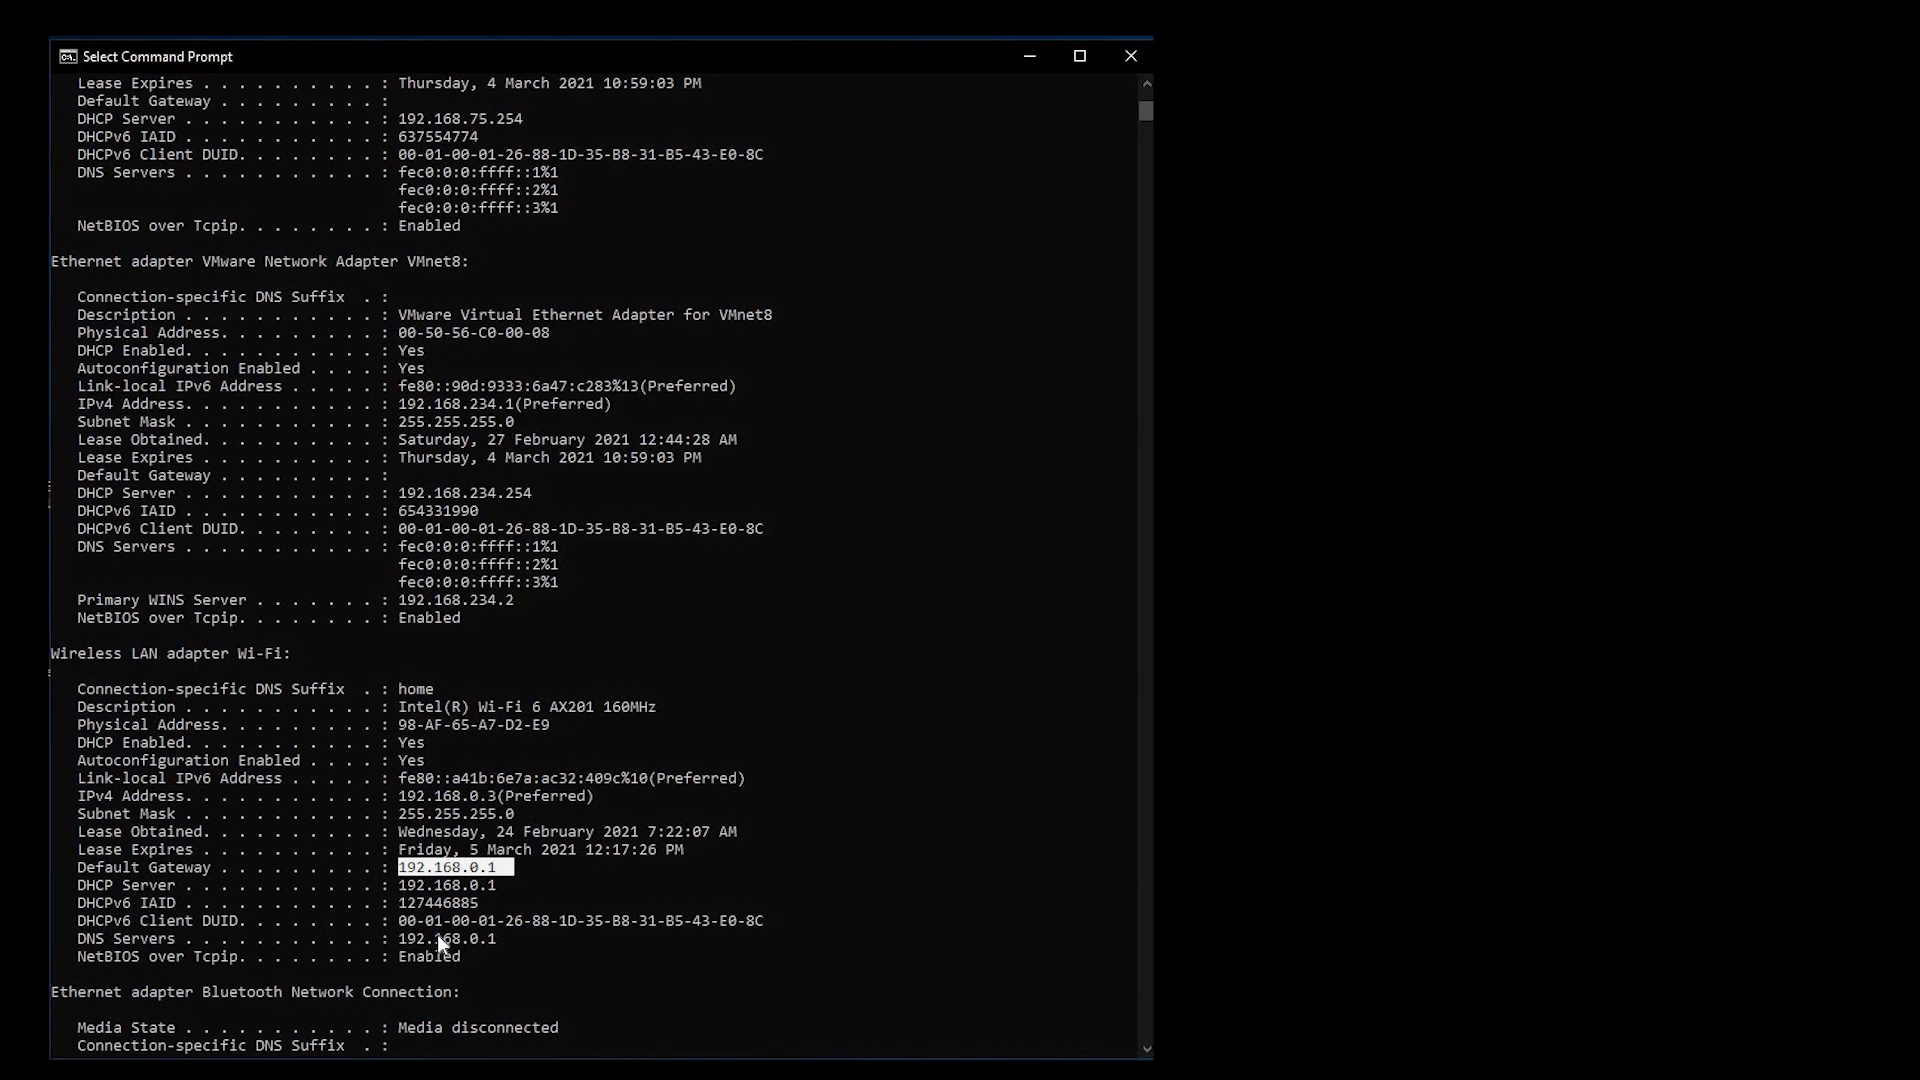 Select Command Prompt
Lease Expires . . . . . . . . . . : Thursday, 4 March 2021 10:59:03 PM
Default Gateway . . . . . . . . . :
DHCP Server . . . . . . . . . . . : 192.168.75.254
DHCPv6 IAID . . . . . . . . . . . : 637554774
DHCPv6 Client DUID. . . . . . . . : 00-01-00-01-26-88-1D-35-B8-31-B5-43-E0-8C
DNS Servers . . . . . . . . . . . : fec0:0:0:ffff::1%1
fec0:0:0:ffff::2%1
fec0:0:0:ffff::3%1
NetBIOS over Tcpip. . . . . . . . : Enabled
Ethernet adapter VMware Network Adapter VMnet8:
Connection-specific DNS Suffix  . :
Description . . . . . . . . . . . : VMware Virtual Ethernet Adapter for VMnet8
Physical Address. . . . . . . . . : 00-50-56-C0-00-08
DHCP Enabled. . . . . . . . . . . : Yes
Autoconfiguration Enabled . . . . : Yes
Link-local IPv6 Address . . . . . : fe80::90d:9333:6a47:c283%13(Preferred)
IPv4 Address. . . . . . . . . . . : 192.168.234.1(Preferred)
Subnet Mask . . . . . . . . . . . : 255.255.255.0
Lease Obtained. . . . . . . . . . : Saturday, 27 February 2021 12:44:28 AM
Lease Expires . . . . . . . . . . : Thursday, 4 March 2021 10:59:03 PM
Default Gateway . . . . . . . . . :
DHCP Server . . . . . . . . . . . : 192.168.234.254
DHCPv6 IAID . . . . . . . . . . . : 654331990
DHCPv6 Client DUID. . . . . . . . : 00-01-00-01-26-88-1D-35-B8-31-B5-43-E0-8C
DNS Servers . . . . . . . . . . . : fec0:0:0:ffff::1%1
fec0:0:0:ffff::2%1
fec0:0:0:ffff::3%1
Primary WINS Server . . . . . . . : 192.168.234.2
NetBIOS over Tcpip. . . . . . . . : Enabled
Wireless LAN adapter Wi-Fi:
Connection-specific DNS Suffix  . : home
Description . . . . . . . . . . . : Intel(R) Wi-Fi 6 AX201 160MHz
Physical Address. . . . . . . . . : 98-AF-65-A7-D2-E9
DHCP Enabled. . . . . . . . . . . : Yes
Autoconfiguration Enabled . . . . : Yes
Link-local IPv6 Address . . . . . : fe80::a41b:6e7a:ac32:409c%10(Preferred)
IPv4 Address. . . . . . . . . . . : 192.168.0.3(Preferred)
Subnet Mask . . . . . . . . . . . : 255.255.255.0
Lease Obtained. . . . . . . . . . : Wednesday, 24 February 2021 7:22:07 AM
Lease Expires . . . . . . . . . . : Friday, 5 March 2021 12:17:26 PM
Default Gateway . . . . . . . . . : 192.168.0.1
DHCP Server . . . . . . . . . . . : 192.168.0.1
DHCPv6 IAID . . . . . . . . . . . : 127446885
DHCPv6 Client DUID. . . . . . . . : 00-01-00-01-26-88-1D-35-B8-31-B5-43-E0-8C
DNS Servers . . . . . . . . . . . : 192.168.0.1
NetBIOS over Tcpip. . . . . . . . : Enabled
Ethernet adapter Bluetooth Network Connection:
Media State . . . . . . . . . . . : Media disconnected
Connection-specific DNS Suffix  . :